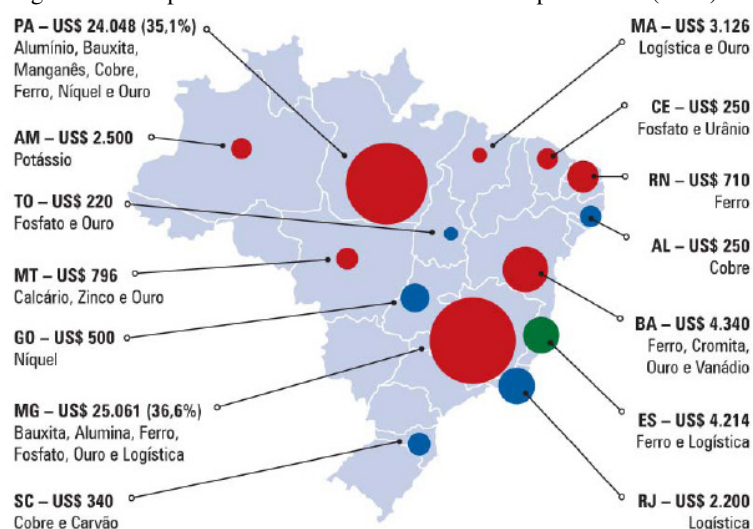 PA – US$ 24.048 (35,1%)
Alumínio, Bauxita,
Manganês, Cobre,
Ferro, Níquel e Ouro
AM – US$ 2.500
Potássio
TO – US$ 220
Fosfato e Ouro
MT – US$ 796
Calcário, Zinco e Ouro
GO – US$ 500
Níquel
MG – US$ 25.061 (36,6%)
Bauxita, Alumina, Ferro,
Fosfato, Ouro e Logística
SC – US$ 340
Cobre e Carvão
MA – US$ 3.126
Logística e Ouro
CE – US$ 250
Fosfato e Urânio
RN – US$ 710
Ferro
AL – US$ 250
Cobre
BA – US$ 4.340
Ferro, Cromita,
Ouro e Vanádio
ES – US$ 4.214
Ferro e Logística
RJ – US$ 2.200
Logística